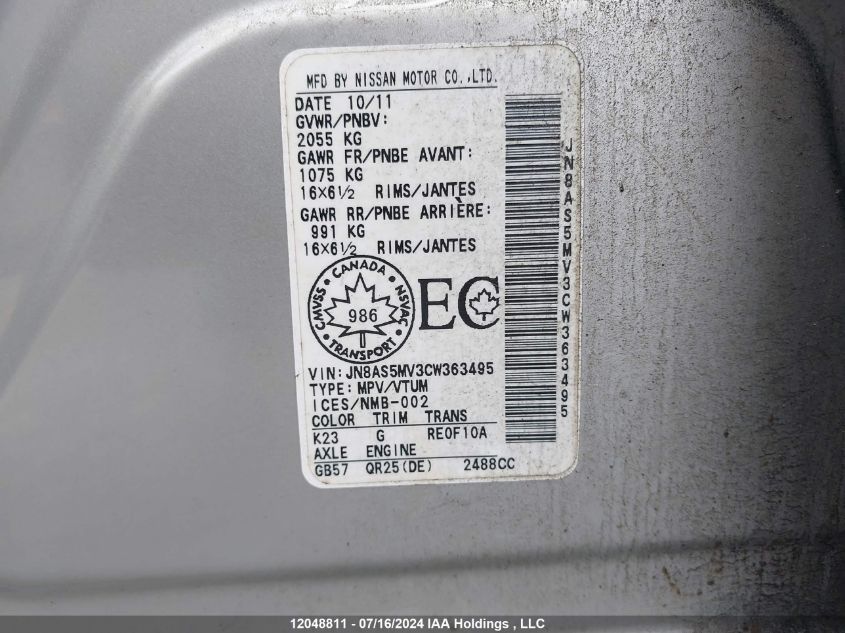 MFD BY NISSAN MOTOR CO.,LTD.
DATE 10/11
GVWR/PNBV:
2055 KG
GAWR FR/PNBE AVANT:
1075 KG
16X6½ RIMS/JANTES
GAWR RR/PNBE ARRIÈRE:
991 KG
16X6½ RIMS/JANTES
CANADA
CMVSS • NSVAC
986
TRANSPORT
EC
VIN:JN8AS5MV3CW363495
TYPE: MPV/VTUM
ICES/NMB-002
COLOR TRIM TRANS
K23 G RE0F10A
AXLE ENGINE
GB57 QR25(DE) 2488CC
JN8AS5MV3CW363495
12048811 - 07/16/2024 IAA Holdings , LLC